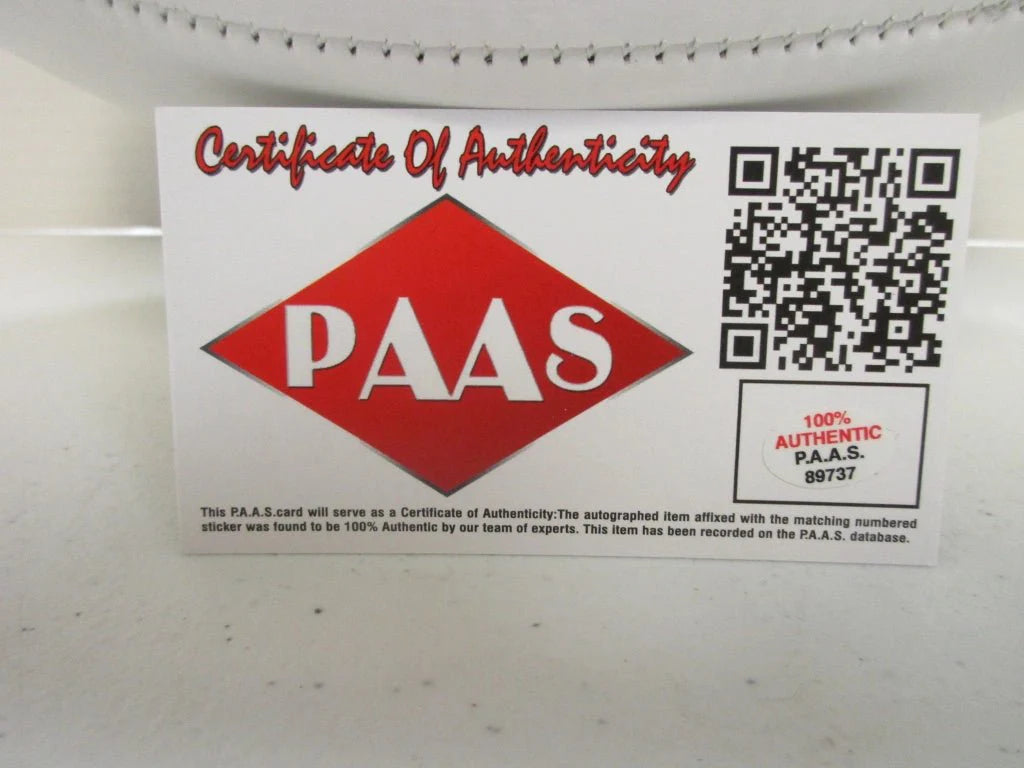 Certificate Of Authenticity
PAAS
100%
AUTHENTIC
P.A.A.S.
89737
This P.A.A.S.card will serve as a Certificate of Authenticity:The autographed item affixed with the matching numbered
sticker was found to be 100% Authentic by our team of experts. This item has been recorded on the P.A.A.S. database.